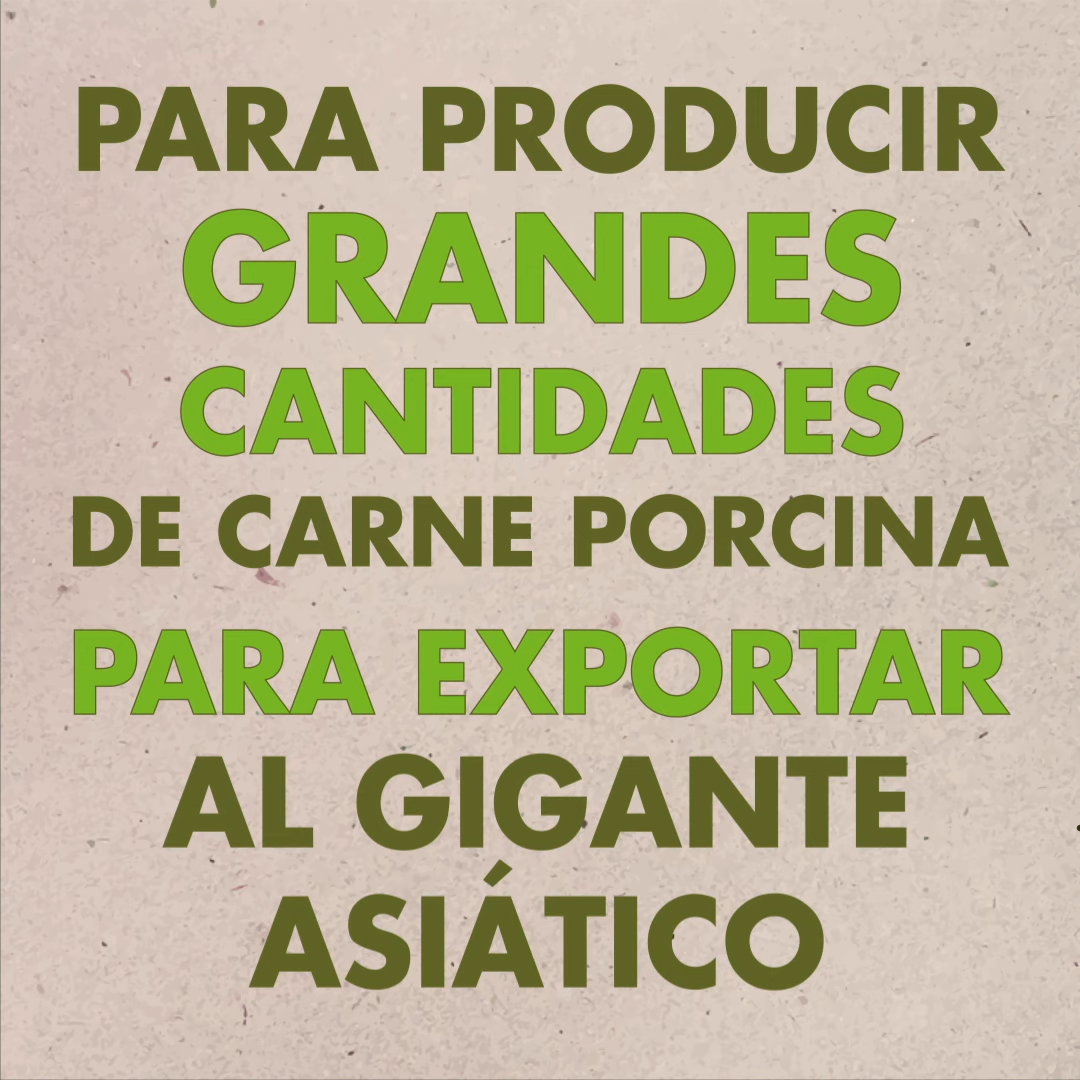 PARA PRODUCIR
GRANDES
CANTIDADES
DE CARNE PORCINA
PARA EXPORTAR
AL GIGANTE
ASIÁTICO